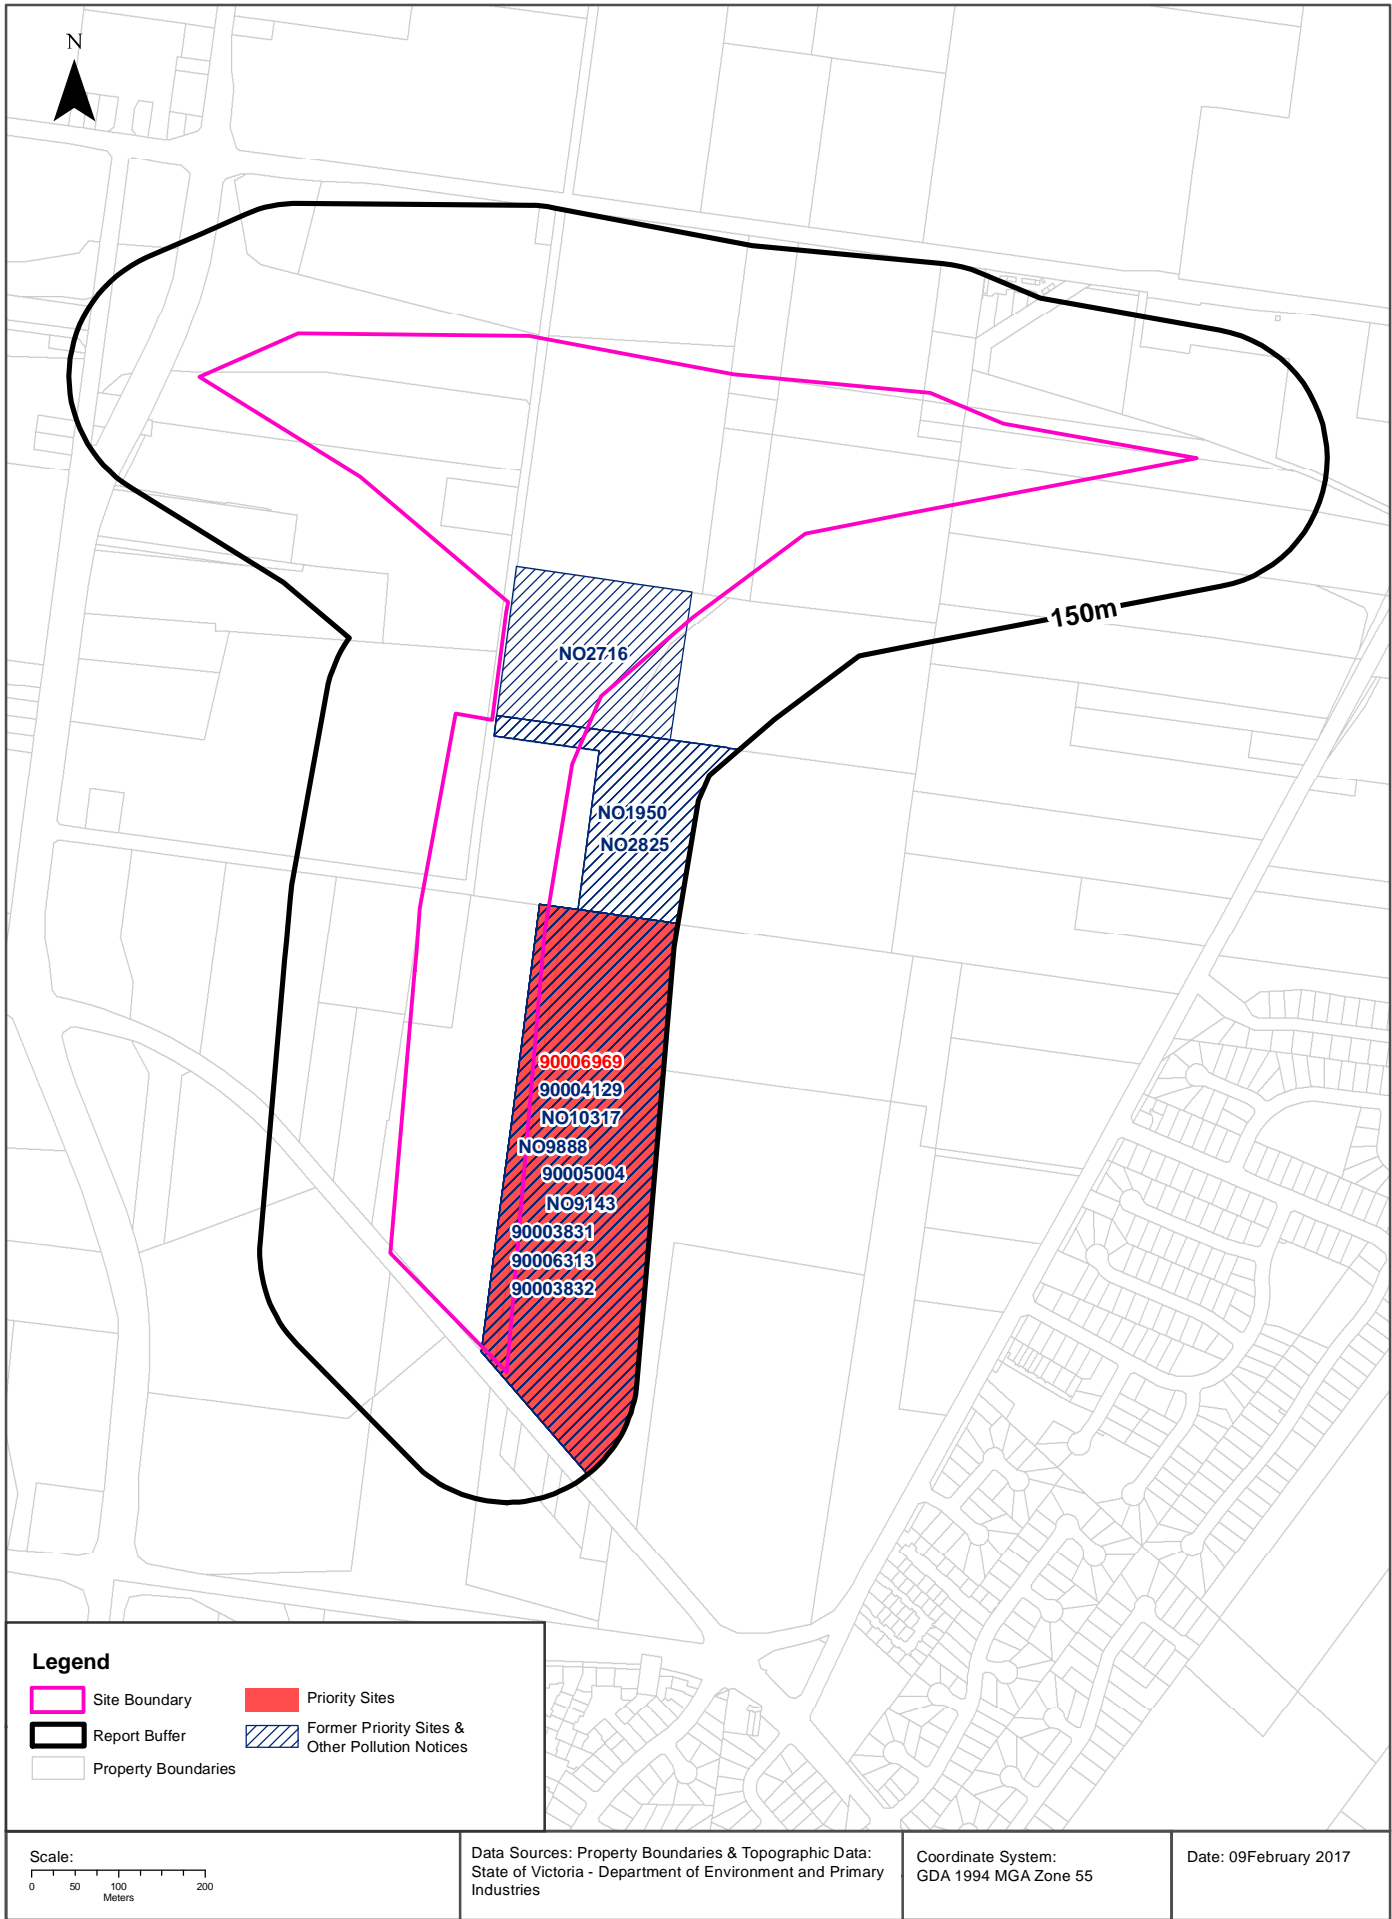 N
150m
NO2716
NO1950
NO2825
90006969
90004129
NO10317
NO9888
90005004
NO9143
90003831
90006313
90003832
Legend
Site Boundary
Report Buffer
Property Boundaries
Priority Sites
Former Priority Sites &
Other Pollution Notices
Scale:
0 50 100 200
Meters
Data Sources: Property Boundaries & Topographic Data:
State of Victoria - Department of Environment and Primary
Industries
Coordinate System:
GDA 1994 MGA Zone 55
Date: 09February 2017